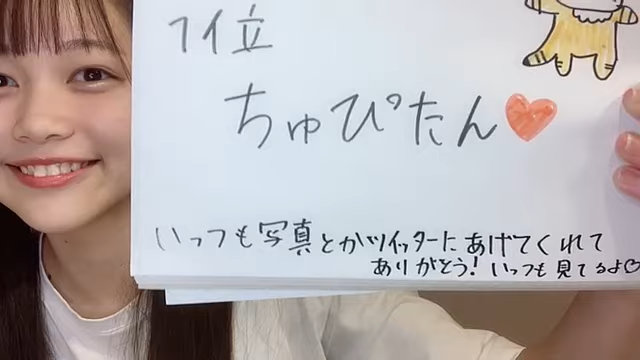 1位
ちゅぴたん♥
いつも写真とかツイッターにあげてくれて
ありがとう!いつも見てるよ♡